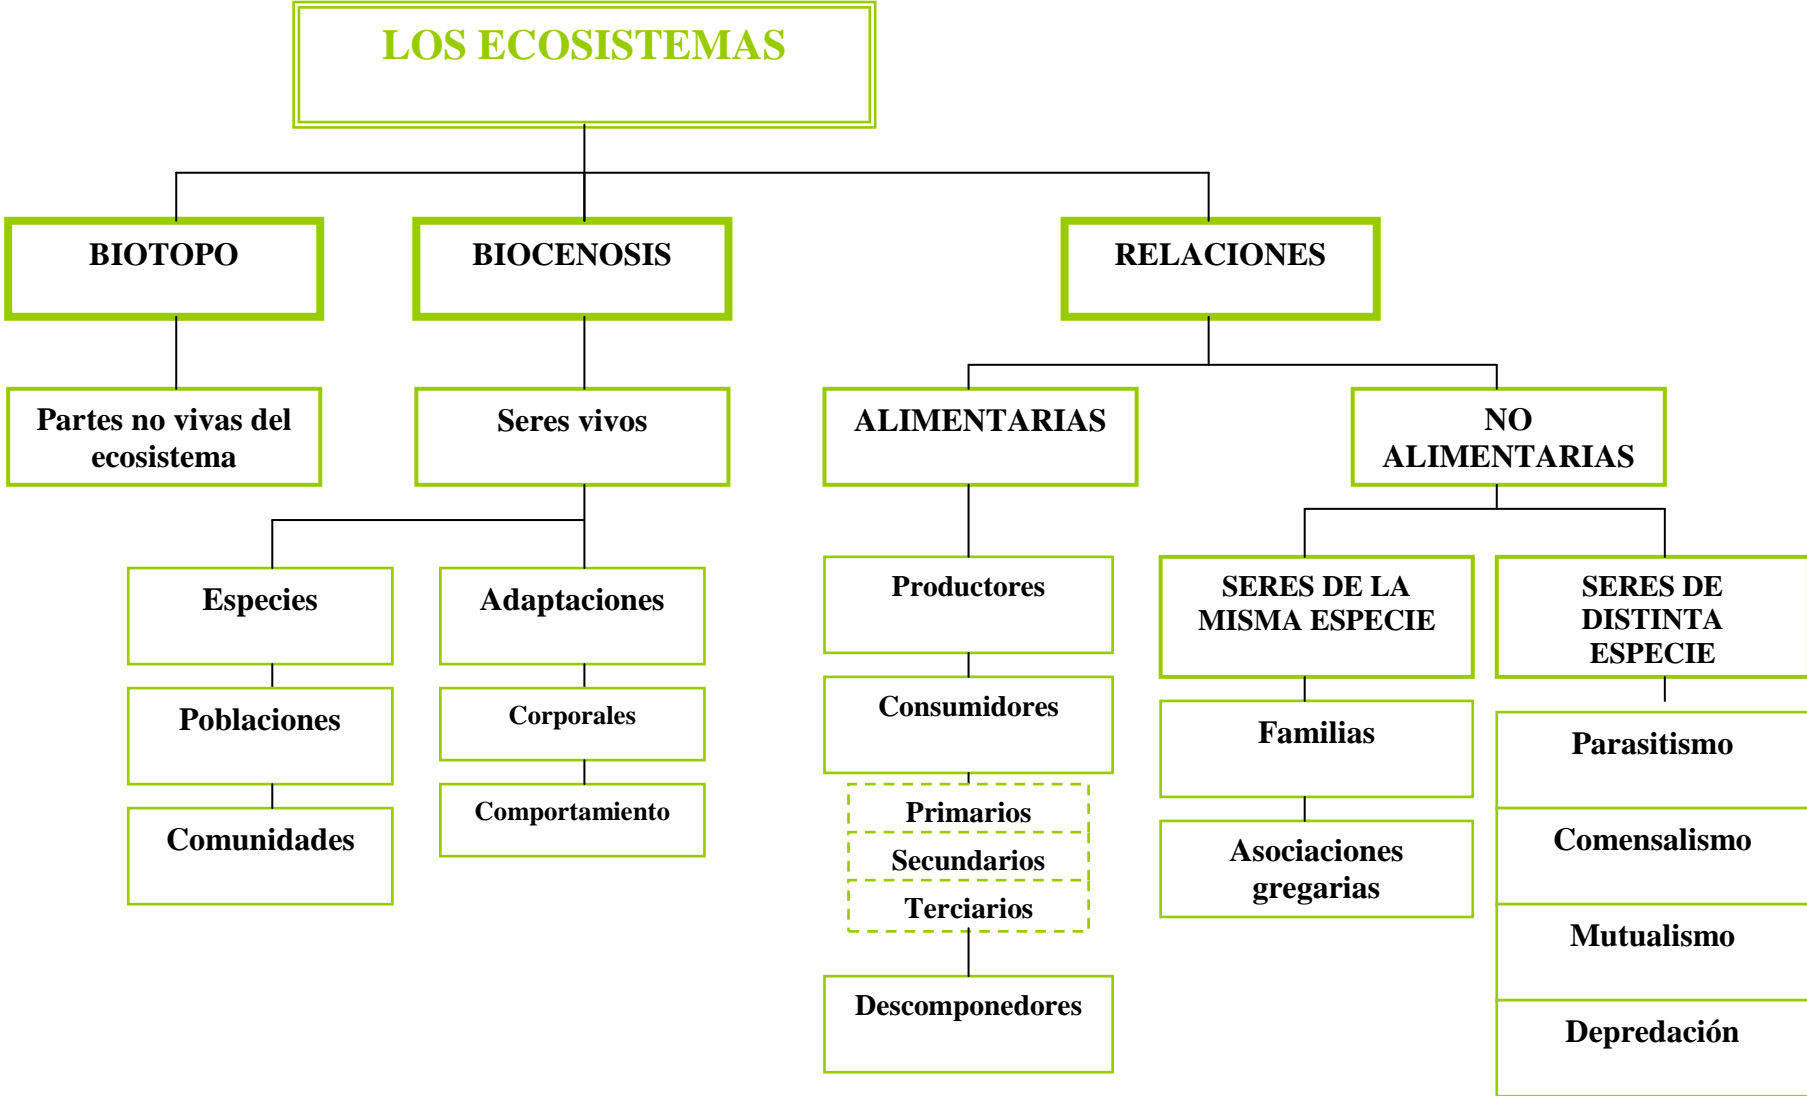 LOS ECOSISTEMAS
BIOTOPO
BIOCENOSIS
RELACIONES
Partes no vivas del
ecosistema
Seres vivos
ALIMENTARIAS
NO
ALIMENTARIAS
Especies
Poblaciones
Comunidades
Adaptaciones
Corporales
Comportamiento
Productores
Consumidores
Primarios
Secundarios
Terciarios
Descomponedores
SERES DE LA
MISMA ESPECIE
Familias
Asociaciones
gregarias
SERES DE
DISTINTA
ESPECIE
Parasitismo
Comensalismo
Mutualismo
Depredación